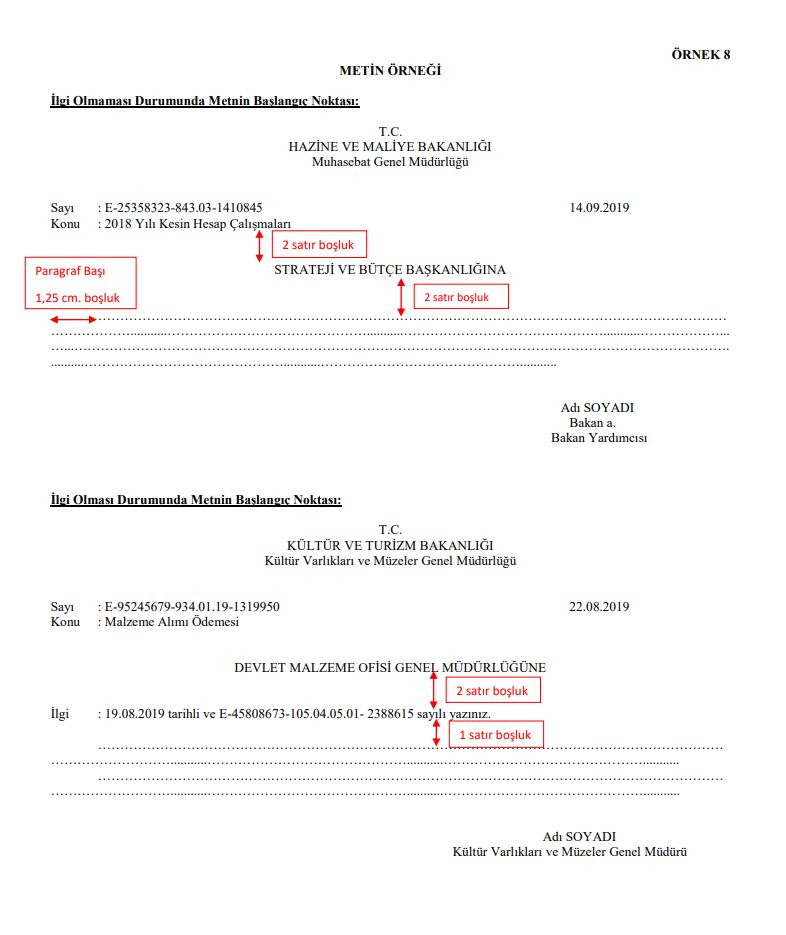 ÖRNEK 8
METİN ÖRNEĞİ
İlgi Olmaması Durumunda Metnin Başlangıç Noktası:
T.C.
HAZİNE VE MALİYE BAKANLIĞI
Muhasebat Genel Müdürlüğü
Sayı : E-25358323-843.03-1410845 14.09.2019
Konu : 2018 Yılı Kesin Hesap Çalışmaları
2 satır boşluk
STRATEJİ VE BÜTÇE BAŞKANLIĞINA
Paragraf Başı
1,25 cm. boşluk
2 satır boşluk
Adı SOYADI
Bakan a.
Bakan Yardımcısı
İlgi Olması Durumunda Metnin Başlangıç Noktası:
T.C.
KÜLTÜR VE TURİZM BAKANLIĞI
Kültür Varlıkları ve Müzeler Genel Müdürlüğü
Sayı : E-95245679-934.01.19-1319950 22.08.2019
Konu : Malzeme Alımı Ödemesi
DEVLET MALZEME OFİSİ GENEL MÜDÜRLÜĞÜNE
2 satır boşluk
İlgi : 19.08.2019 tarihli ve E-45808673-105.04.05.01- 2388615 sayılı yazınız.
1 satır boşluk
Adı SOYADI
Kültür Varlıkları ve Müzeler Genel Müdürü